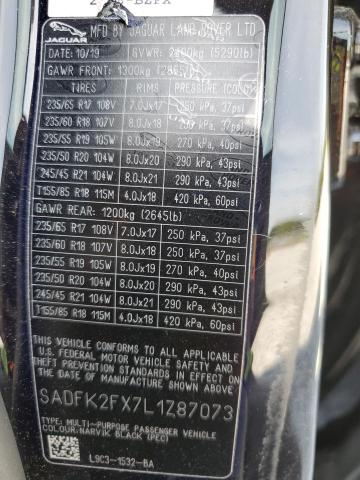 JAGUAR
MFD BY JAGUAR LAND ROVER LTD
10/19 GVWR: 2400kg (5290lb)
GAWR FRONT: 1300kg
TIRES RIMS PRESSURE (COLD)
235/65 R17 108V 7.0Jx17 250 kPa, 37psi
235/60 R18 107V 8.0Jx18 250 kPa, 37psi
235/55 R19 105W 8.0Jx19 270 kPa, 40psi
235/50 R20 104W 8.0Jx20 290 kPa, 43psi
245/45 R21 104W 8.0Jx21 290 kPa, 43psi
T155/85 R18 115M 4.0Jx18 420 kPa, 60psi
GAWR REAR: 1200kg (2645lb)
235/65 R17 108V 7.0Jx17 250 kPa, 37psi
235/60 R18 107V 8.0Jx18 250 kPa, 37psi
235/55 R19 105W 8.0Jx19 270 kPa, 40psi
235/50 R20 104W 8.0Jx20 290 kPa, 43psi
245/45 R21 104W 8.0Jx21 290 kPa, 43psi
T155/85 R18 115M 4.0Jx18 420 kPa, 60psi
THIS VEHICLE CONFORMS TO ALL APPLICABLE
U.S. FEDERAL MOTOR VEHICLE SAFETY AND
THEFT PREVENTION STANDARDS IN EFFECT ON
THE DATE OF MANUFACTURE SHOWN ABOVE.
SADFK2FX7L1Z87073
TYPE: MULTI-PURPOSE PASSENGER VEHICLE
COLOUR: NARVIK BLACK (PEC)
L9C3-1532-BA